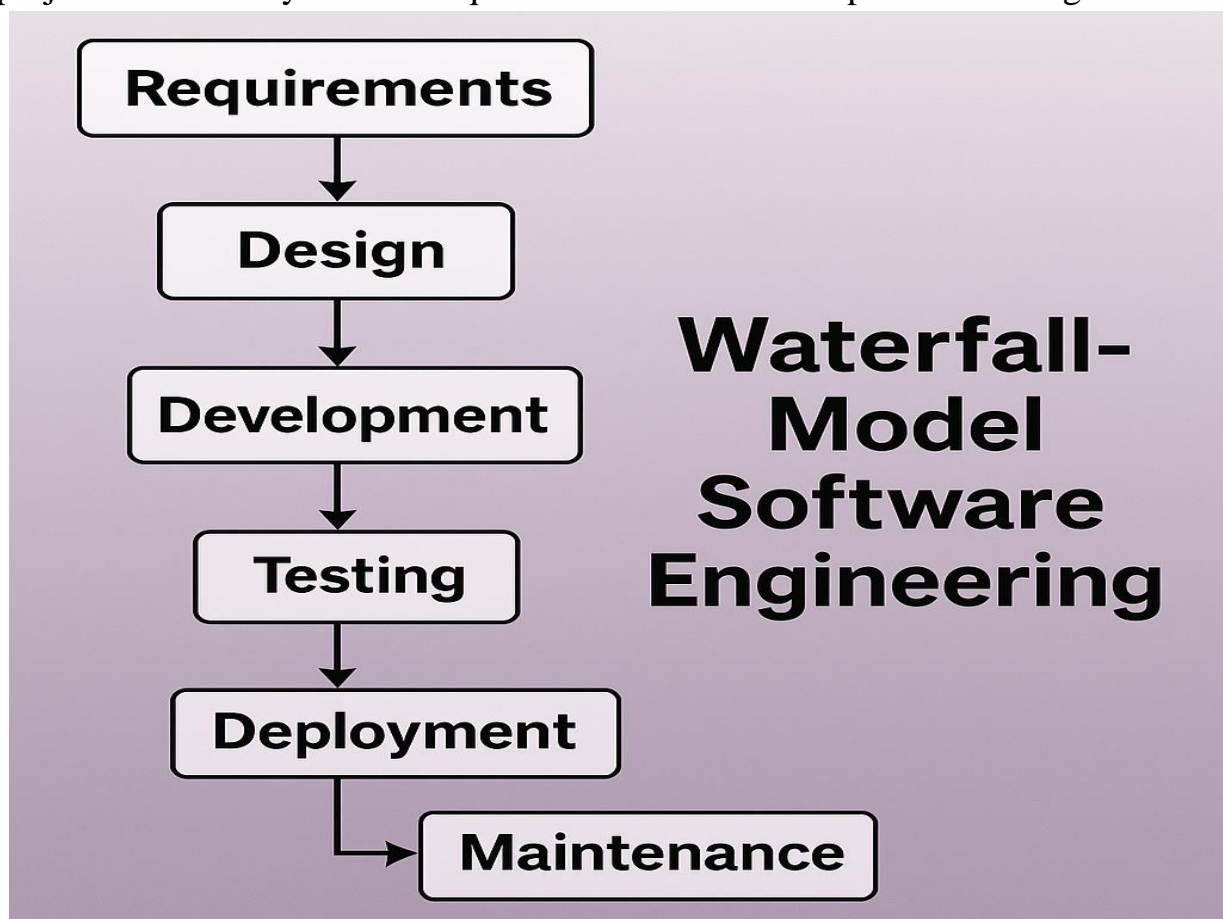 Requirements
Design
Development
Testing
Deployment
Maintenance
Waterfall-
Model
Software
Engineering